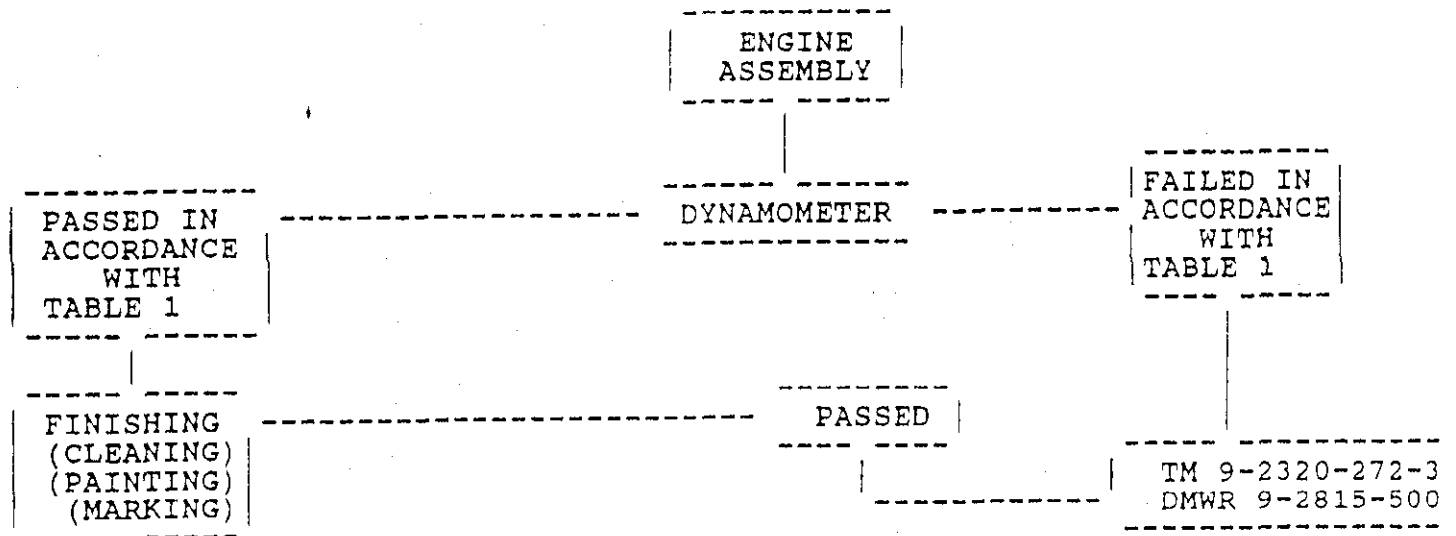 ENGINE
ASSEMBLY
DYNAMOMETER
PASSED IN
ACCORDANCE
WITH
TABLE 1
FAILED IN
ACCORDANCE
WITH
TABLE 1
FINISHING
(CLEANING)
(PAINTING)
(MARKING)
PASSED
TM 9-2320-272-3
DMWR 9-2815-500